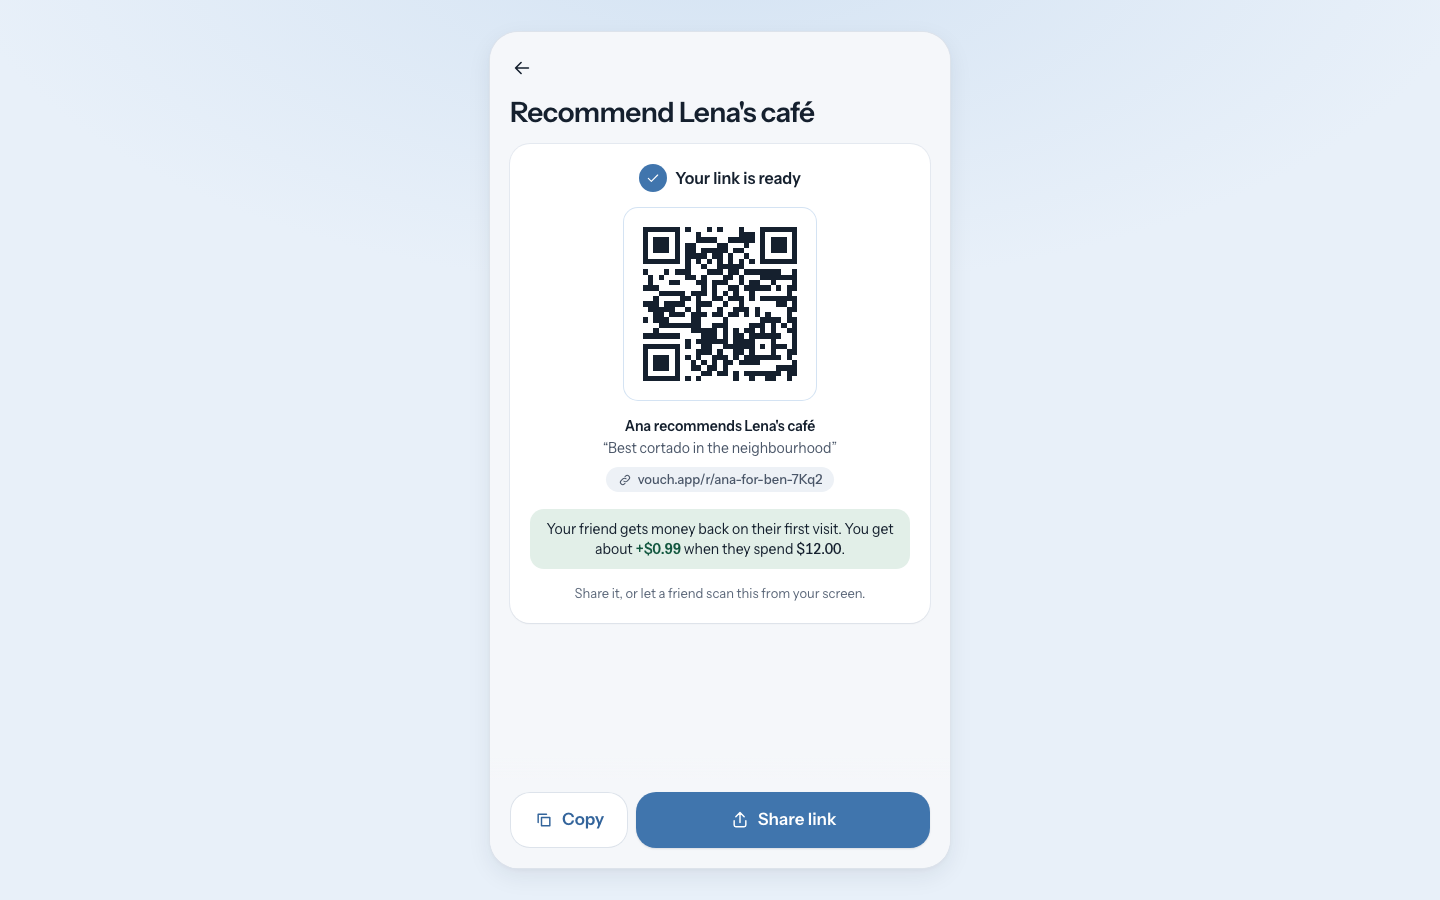 Recommend Lena's café
Your link is ready
Ana recommends Lena's café
“Best cortado in the neighbourhood”
vouch.app/r/ana-for-ben-7Kq2
Your friend gets money back on their first visit. You get
about +$0.99 when they spend $12.00.
Share it, or let a friend scan this from your screen.
Copy
Share link